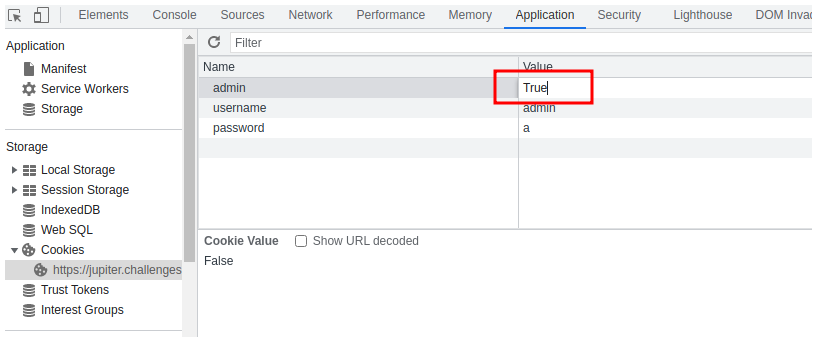 Elements Console Sources Network Performance Memory Application Security Lighthouse DOM Invad
Application
Manifest
Service Workers
Storage
Storage
Local Storage
Session Storage
IndexedDB
Web SQL
Cookies
https://jupiter.challenges
Trust Tokens
Interest Groups
Filter
Name Value
admin True
username admin
password a
Cookie Value Show URL decoded
False